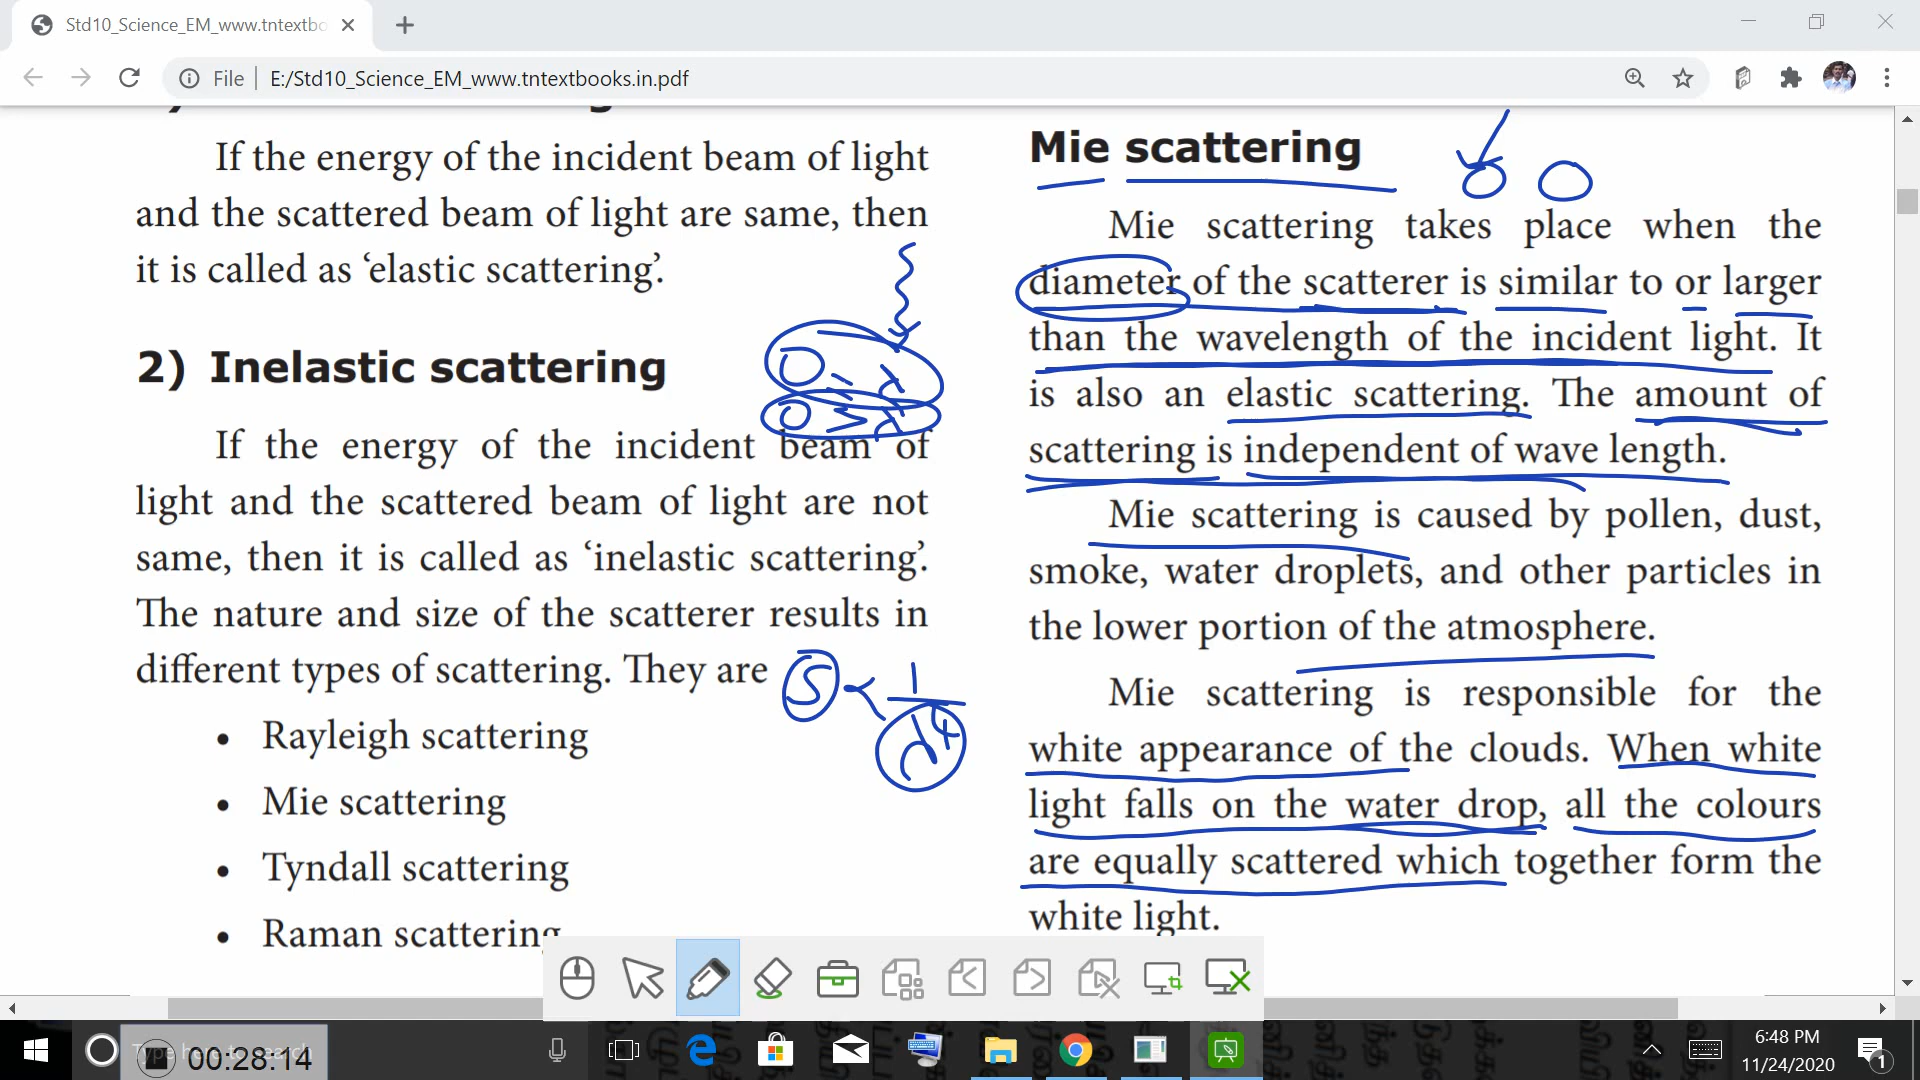 Std10_Science_EM_www.tntextbo
File
E:/Std10_Science_EM_www.tntextbooks.in.pdf
If the energy of the incident beam of light
and the scattered beam of light are same, then
it is called as ‘elastic scattering’.
2) Inelastic scattering
If the energy of the incident beam of
light and the scattered beam of light are not
same, then it is called as ‘inelastic scattering’.
The nature and size of the scatterer results in
different types of scattering. They are
• Rayleigh scattering
• Mie scattering
• Tyndall scattering
• Raman scattering
Mie scattering
Mie scattering takes place when the
diameter of the scatterer is similar to or larger
than the wavelength of the incident light. It
is also an elastic scattering. The amount of
scattering is independent of wave length.
Mie scattering is caused by pollen, dust,
smoke, water droplets, and other particles in
the lower portion of the atmosphere.
Mie scattering is responsible for the
white appearance of the clouds. When white
light falls on the water drop, all the colours
are equally scattered which together form the
white light.
Type here to search
00:28:14
6:48 PM
11/24/2020
1